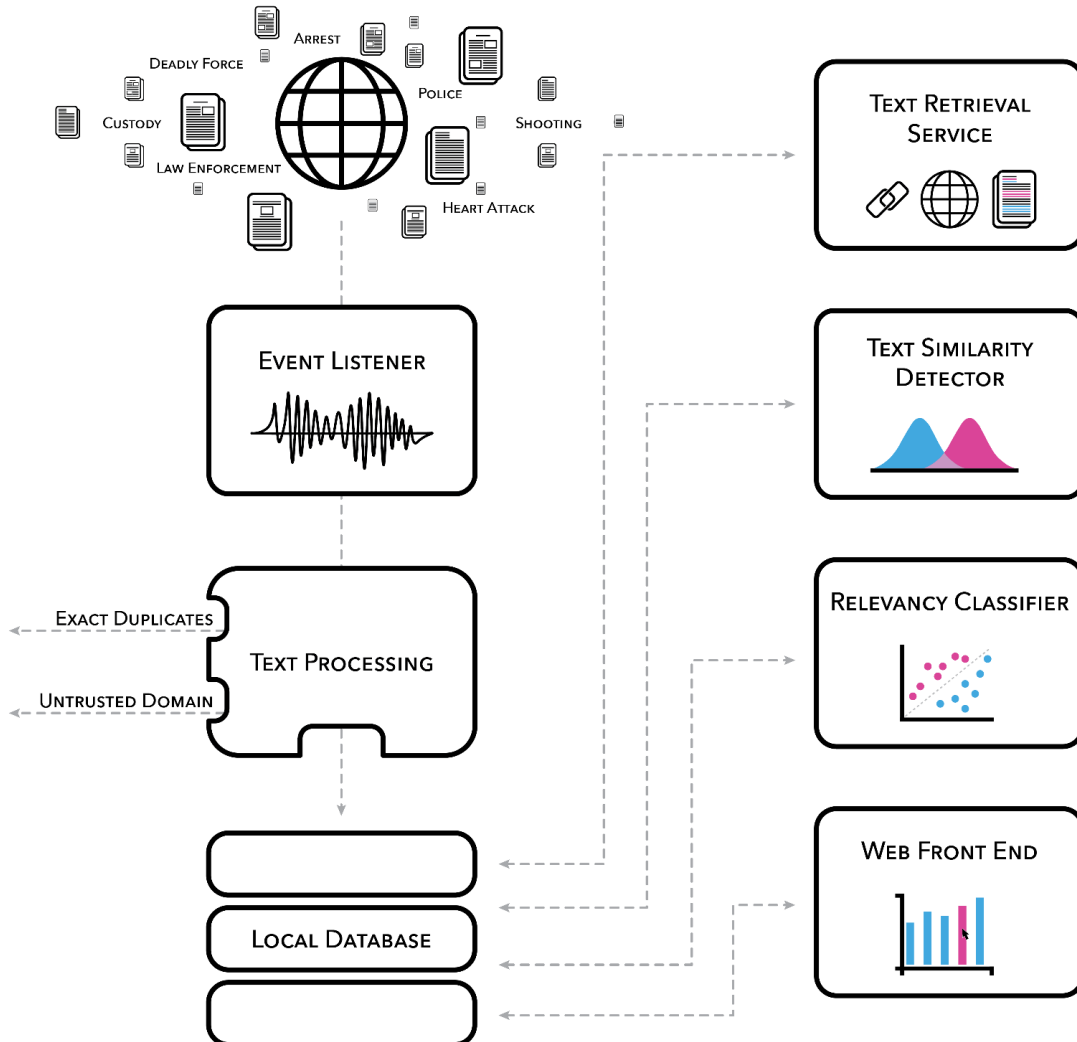 Arrest
Deadly Force
Police
Custody
Shooting
Law Enforcement
Heart Attack
Text Retrieval
Service
Event Listener
Text Similarity
Detector
Exact Duplicates
Text Processing
Untrusted Domain
Relevancy Classifier
Local Database
Web Front End